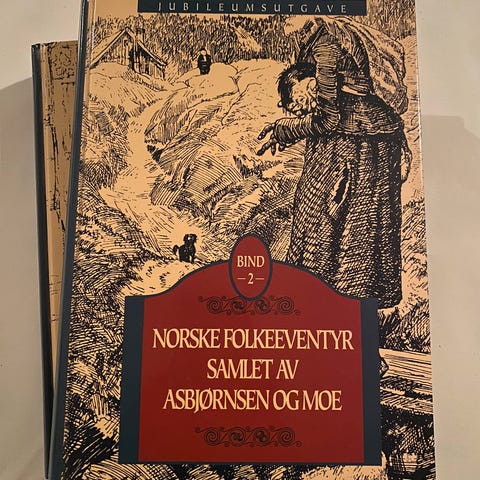 JUBILEUMSUTGAVE
BIND
-2-
NORSKE FOLKEEVENTYR
SAMLET AV
ASBJØRNSEN OG MOE